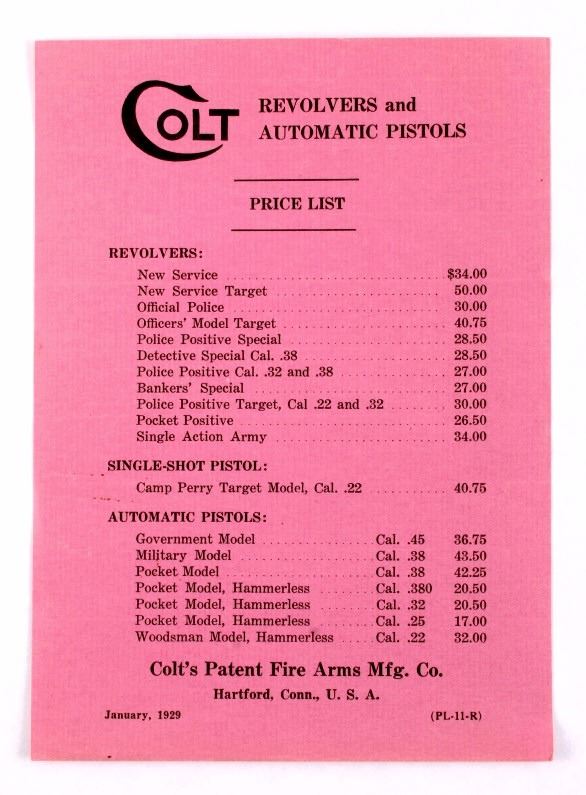 COLT
REVOLVERS and
AUTOMATIC PISTOLS
PRICE LIST
REVOLVERS:
New Service $34.00
New Service Target 50.00
Official Police 30.00
Officers' Model Target 40.75
Police Positive Special 28.50
Detective Special Cal. .38 28.50
Police Positive Cal. .32 and .38 27.00
Bankers' Special 27.00
Police Positive Target, Cal .22 and .32 30.00
Pocket Positive 26.50
Single Action Army 34.00
SINGLE-SHOT PISTOL:
Camp Perry Target Model, Cal. .22 40.75
AUTOMATIC PISTOLS:
Government Model Cal. .45 36.75
Military Model Cal. .38 43.50
Pocket Model Cal. .38 42.25
Pocket Model, Hammerless Cal. .380 20.50
Pocket Model, Hammerless Cal. .32 20.50
Pocket Model, Hammerless Cal. .25 17.00
Woodsman Model, Hammerless Cal. .22 32.00
Colt's Patent Fire Arms Mfg. Co.
Hartford, Conn., U. S. A.
January, 1929 (PL-11-R)